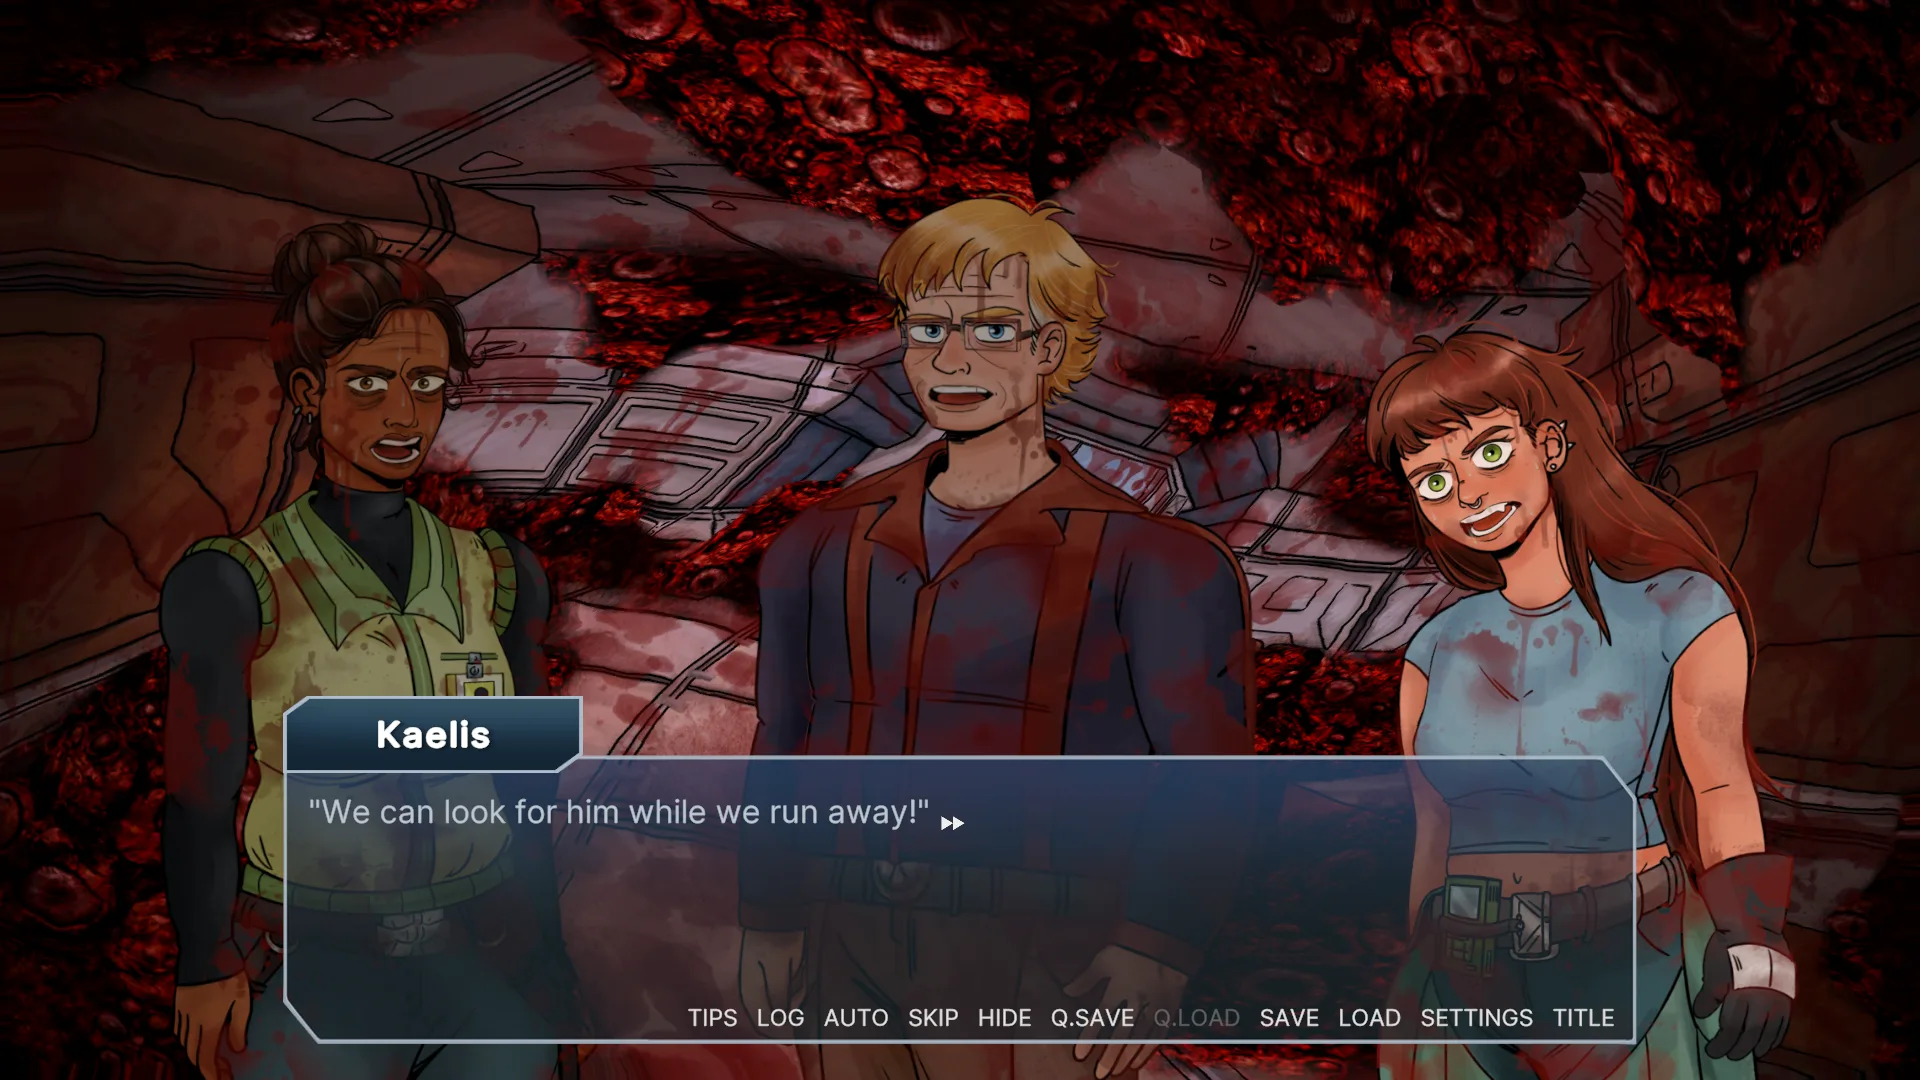 Kaelis
"We can look for him while we run away!"
TIPS LOG AUTO SKIP HIDE Q.SAVE Q.LOAD SAVE LOAD SETTINGS TITLE